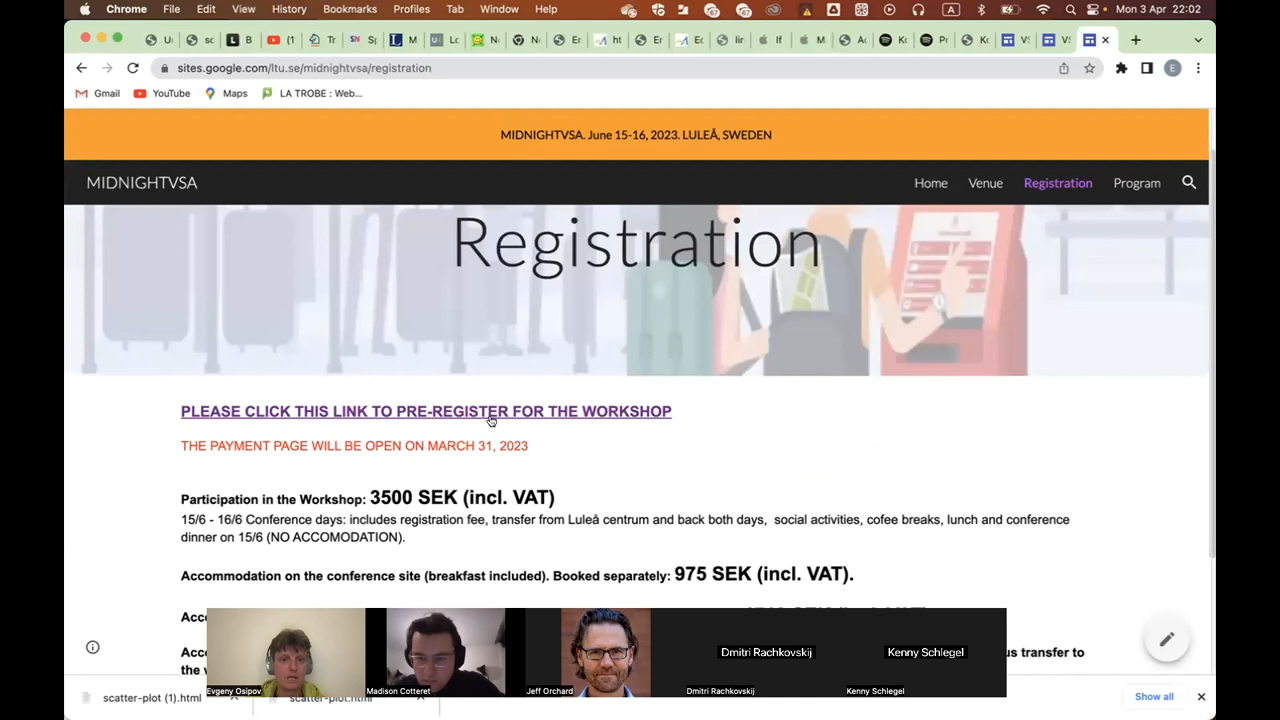 Chrome File Edit View History Bookmarks Profiles Tab Window Help Mon 3 Apr 22:02
sites.google.com/ltu.se/midnightvsa/registration
Gmail YouTube Maps LA TROBE : Web...
MIDNIGHTVSA. June 15-16, 2023. LULEÅ, SWEDEN
MIDNIGHTVSA Home Venue Registration Program
Registration
PLEASE CLICK THIS LINK TO PRE-REGISTER FOR THE WORKSHOP
THE PAYMENT PAGE WILL BE OPEN ON MARCH 31, 2023
Participation in the Workshop: 3500 SEK (incl. VAT)
15/6 - 16/6 Conference days: includes registration fee, transfer from Luleå centrum and back both days, social activities, cofee breaks, lunch and conference
dinner on 15/6 (NO ACCOMODATION).
Accommodation on the conference site (breakfast included). Booked separately: 975 SEK (incl. VAT).
Dmitri Rachkovskij Kenny Schlegel
transfer to
Evgeny Osipov Madison Cotteret Jeff Orchard Dmitri Rachkovskij Kenny Schlegel
scatter-plot (1).html scatter-plot.html Show all